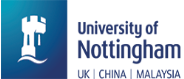 University of
Nottingham
UK | CHINA | MALAYSIA